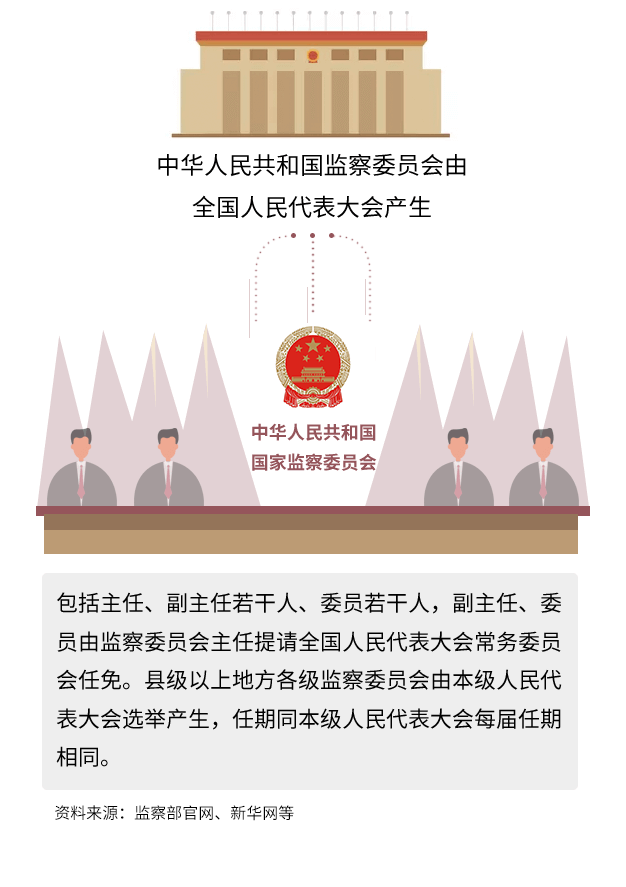 中华人民共和国监察委员会由
全国人民代表大会产生
中华人民共和国
国家监察委员会
包括主任、副主任若干人、委员若干人，副主任、委
员由监察委员会主任提请全国人民代表大会常务委员
会任免。县级以上地方各级监察委员会由本级人民代
表大会选举产生，任期同本级人民代表大会每届任期
相同。
资料来源：监察部官网、新华网等